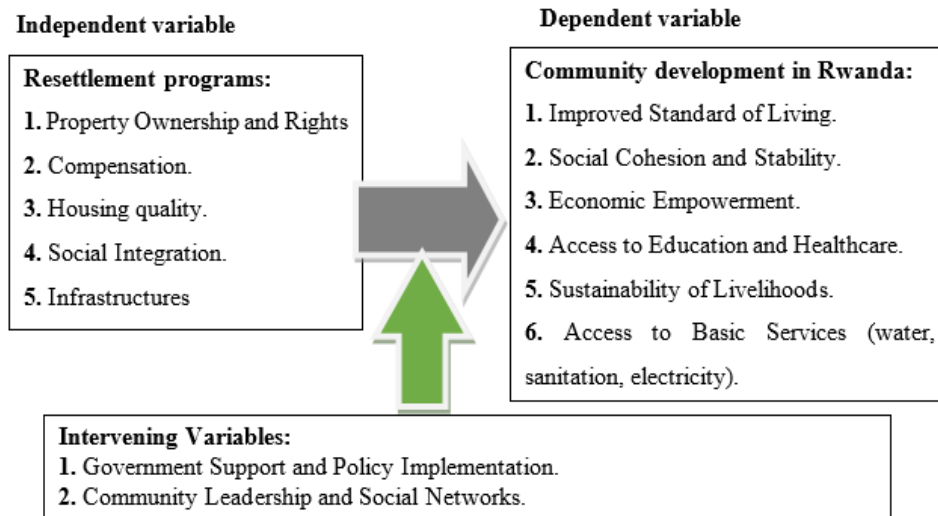 Independent variable
Resettlement programs:
1. Property Ownership and Rights
2. Compensation.
3. Housing quality.
4. Social Integration.
5. Infrastructures
Dependent variable
Community development in Rwanda:
1. Improved Standard of Living.
2. Social Cohesion and Stability.
3. Economic Empowerment.
4. Access to Education and Healthcare.
5. Sustainability of Livelihoods.
6. Access to Basic Services (water,
sanitation, electricity).
Intervening Variables:
1. Government Support and Policy Implementation.
2. Community Leadership and Social Networks.